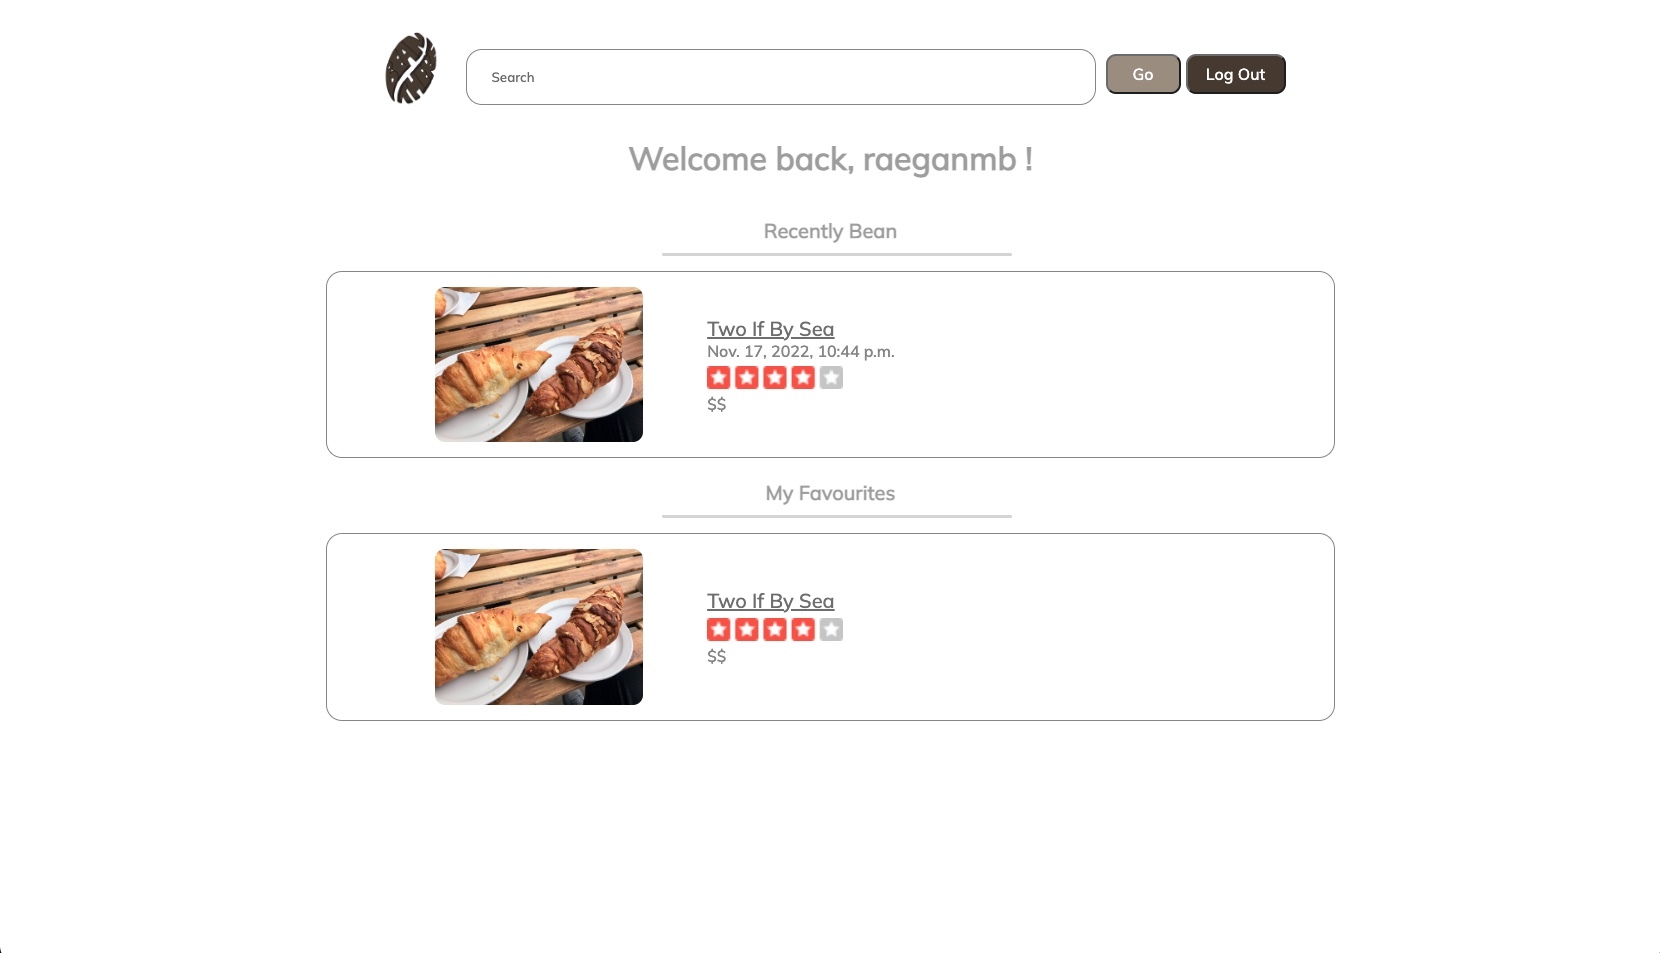 Search
Go
Log Out
Welcome back, raeganmb !
Recently Bean
Two If By Sea
Nov. 17, 2022, 10:44 p.m.
$$
My Favourites
Two If By Sea
$$